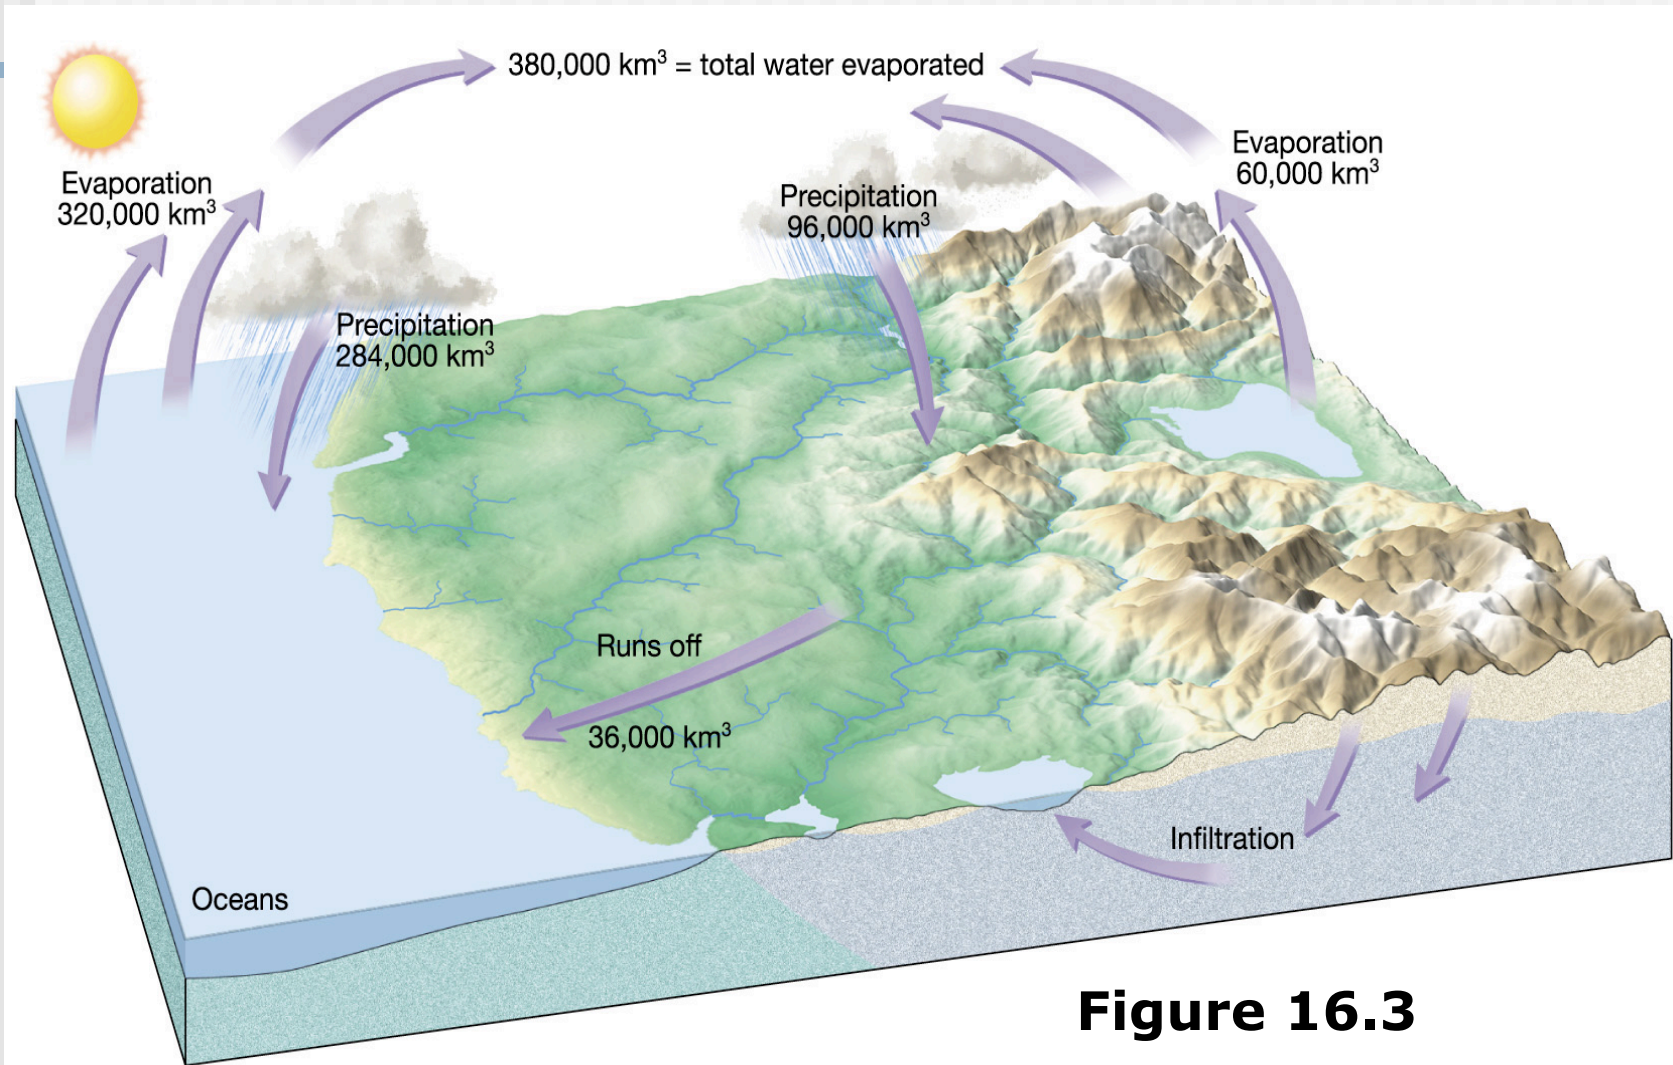 380,000 km³ = total water evaporated
Evaporation
320,000 km³
Evaporation
60,000 km³
Precipitation
96,000 km³
Precipitation
284,000 km³
Runs off
36,000 km³
Infiltration
Oceans
Figure 16.3